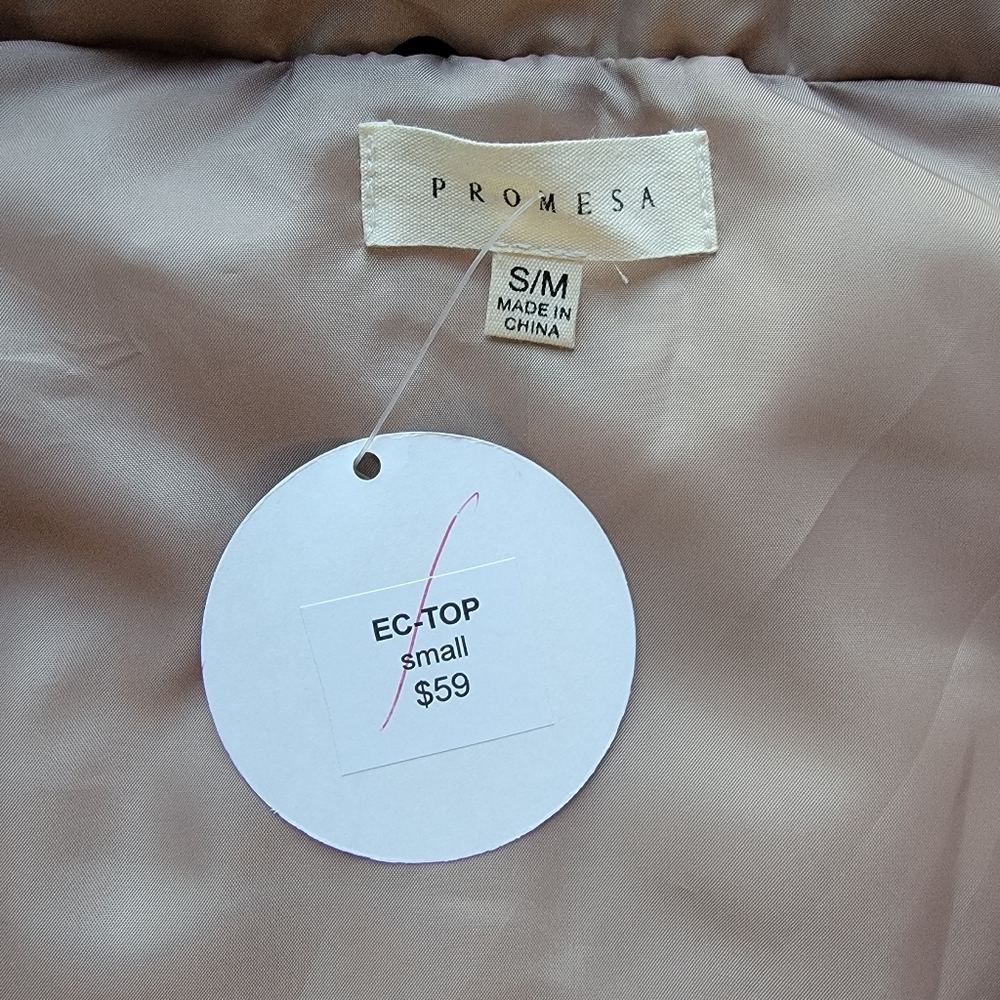 PROMESA
S/M
MADE IN
CHINA
EC-TOP
small
$59